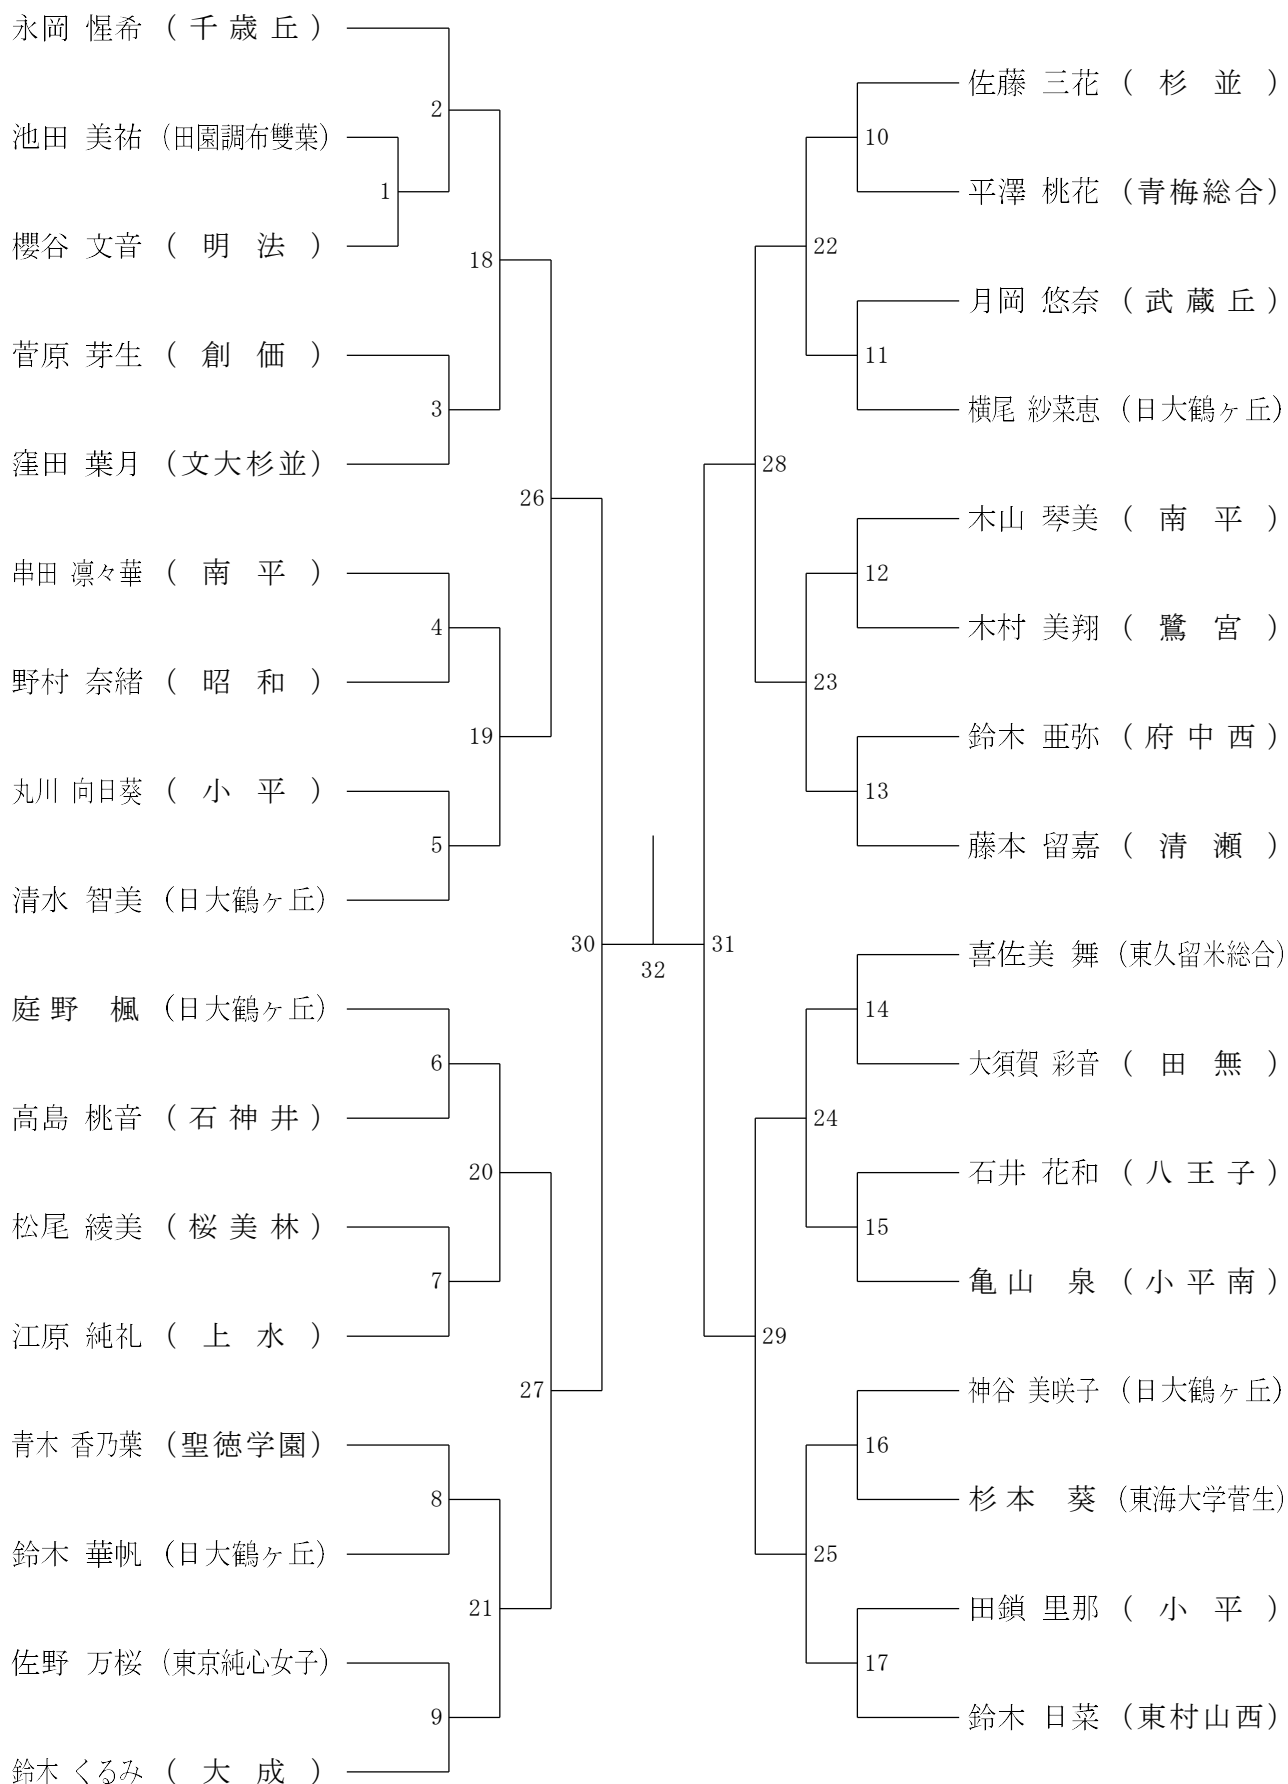 永岡 惺希 ( 千 歳 丘 )
2
池田 美祐 (田園調布雙葉)
1
櫻谷 文音 ( 明 法 )
18
菅原 芽生 ( 創 価 )
3
窪田 葉月 (文大杉並)
26
串田 凛々華 ( 南 平 )
4
野村 奈緒 ( 昭 和 )
19
丸川 向日葵 ( 小 平 )
5
清水 智美 (日大鶴ヶ丘)
30
庭野 楓 (日大鶴ヶ丘)
6
高島 桃音 ( 石 神 井 )
20
松尾 綾美 ( 桜 美 林 )
7
江原 純礼 ( 上 水 )
27
青木 香乃葉 (聖徳学園)
8
鈴木 華帆 (日大鶴ヶ丘)
21
佐野 万桜 (東京純心女子)
9
鈴木 くるみ ( 大 成 )
32
佐藤 三花 ( 杉 並 )
10
平澤 桃花 (青梅総合)
22
月岡 悠奈 ( 武 蔵 丘 )
11
横尾 紗菜恵 (日大鶴ヶ丘)
28
木山 琴美 ( 南 平 )
12
木村 美翔 ( 鷺 宮 )
23
鈴木 亜弥 ( 府 中 西 )
13
藤本 留嘉 ( 清 瀬 )
31
喜佐美 舞 (東久留米総合)
14
大須賀 彩音 ( 田 無 )
24
石井 花和 ( 八 王 子 )
15
亀山 泉 ( 小 平 南 )
29
神谷 美咲子 (日大鶴ヶ丘)
16
杉本 葵 (東海大学菅生)
25
田鎖 里那 ( 小 平 )
17
鈴木 日菜 (東村山西)